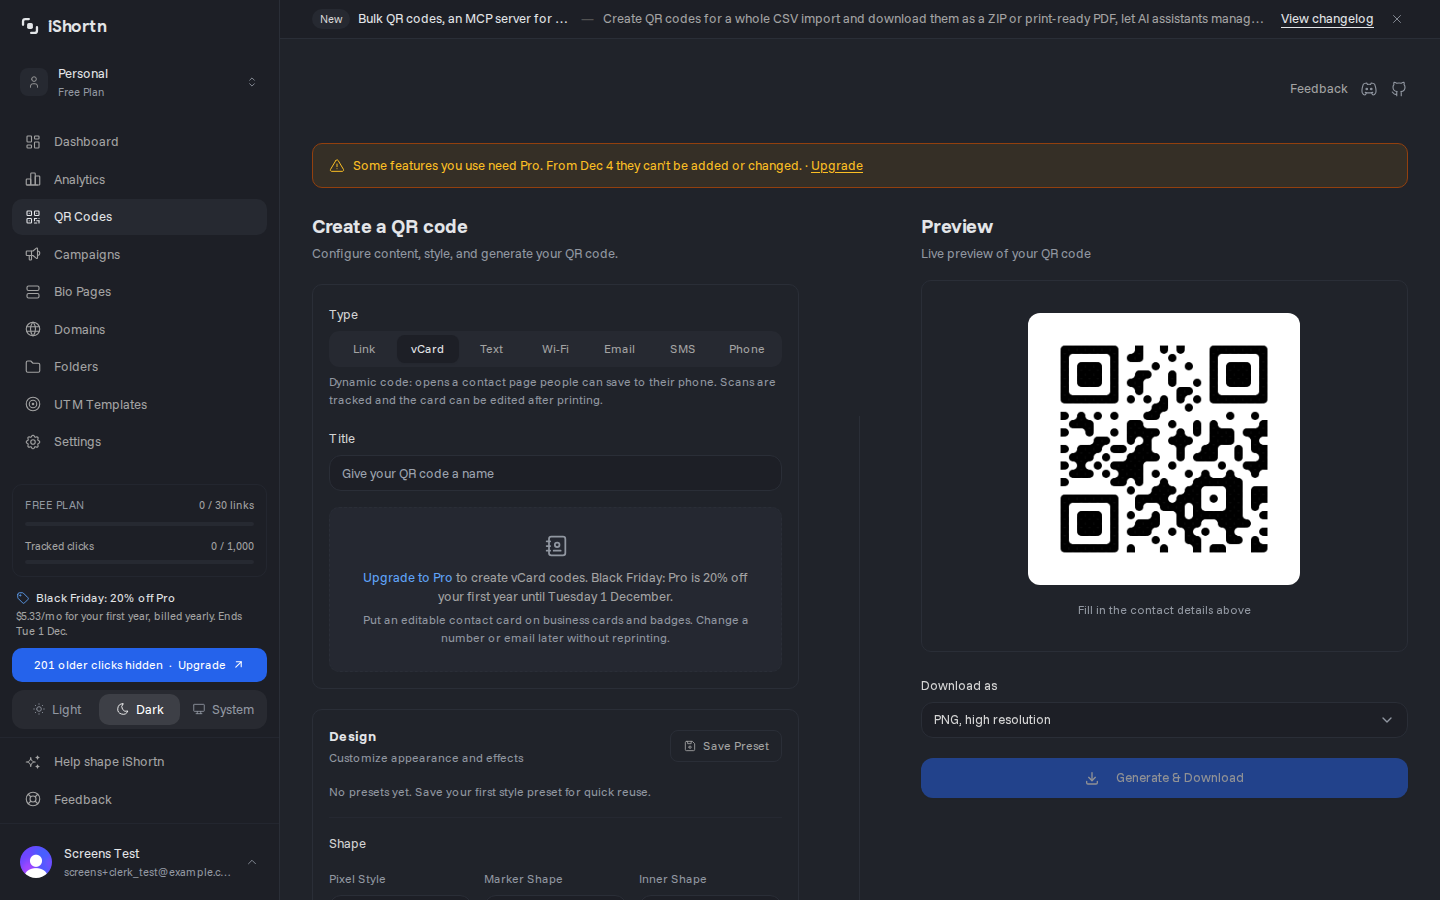 iShortn
Personal
Free Plan
Dashboard
Analytics
QR Codes
Campaigns
Bio Pages
Domains
Folders
UTM Templates
Settings
FREE PLAN 0 / 30 links
Tracked clicks 0 / 1,000
Black Friday: 20% off Pro
$5.33/mo for your first year, billed yearly. Ends
Tue 1 Dec.
201 older clicks hidden · Upgrade
Light Dark System
Help shape iShortn
Feedback
Screens Test
screens+clerk_test@example.c...
New Bulk QR codes, an MCP server for ... — Create QR codes for a whole CSV import and download them as a ZIP or print-ready PDF, let AI assistants manag... View changelog
Feedback
Some features you use need Pro. From Dec 4 they can't be added or changed. · Upgrade
Create a QR code
Configure content, style, and generate your QR code.
Type
Link vCard Text Wi-Fi Email SMS Phone
Dynamic code: opens a contact page people can save to their phone. Scans are
tracked and the card can be edited after printing.
Title
Give your QR code a name
Upgrade to Pro to create vCard codes. Black Friday: Pro is 20% off
your first year until Tuesday 1 December.
Put an editable contact card on business cards and badges. Change a
number or email later without reprinting.
Design
Customize appearance and effects
Save Preset
No presets yet. Save your first style preset for quick reuse.
Shape
Pixel Style Marker Shape Inner Shape
Preview
Live preview of your QR code
Fill in the contact details above
Download as
PNG, high resolution
Generate & Download